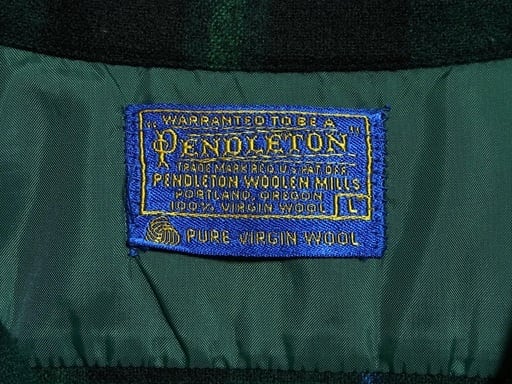 WARRANTED TO BE A
"PENDLETON"
TRADE MARK REG. U.S. PAT. OFF.
PENDLETON WOOLEN MILLS
PORTLAND, OREGON
100% VIRGIN WOOL L
PURE VIRGIN WOOL